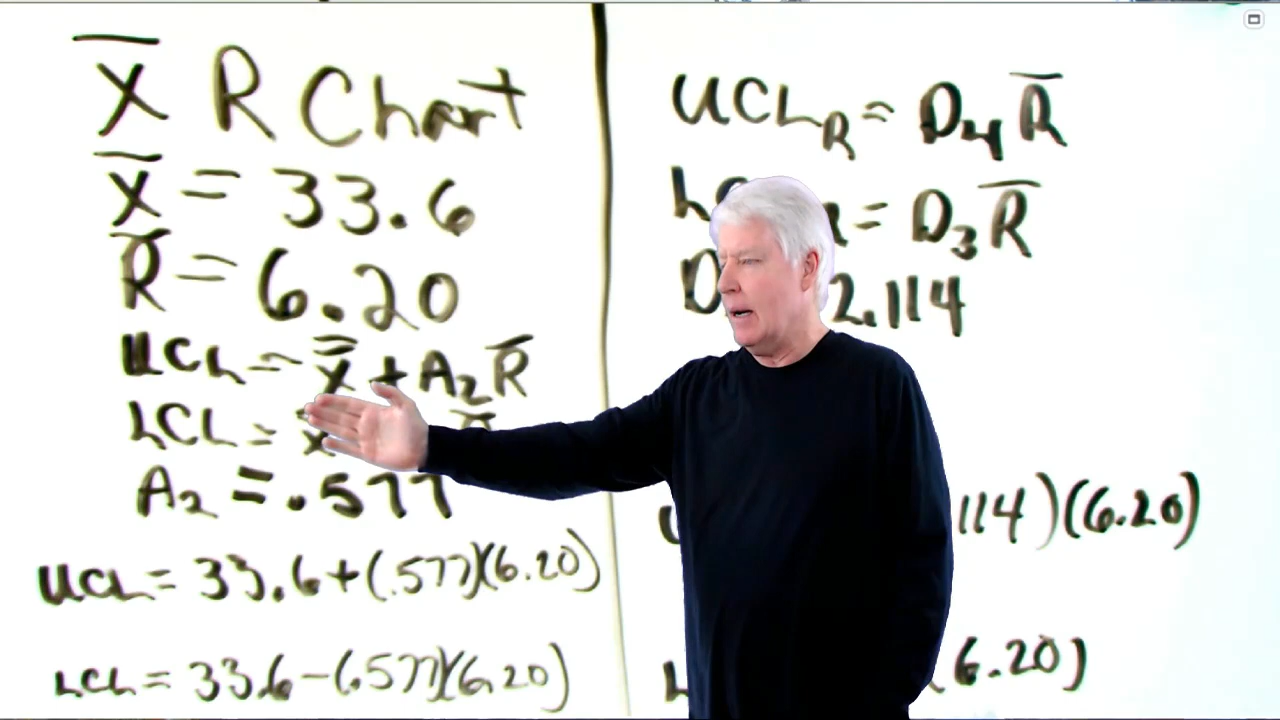 X̄ R Chart
X̄ = 33.6
R̄ = 6.20
UCL = X̿ + A₂R̄
LCL = X
A₂ = .577
UCL = 33.6+(.577)(6.20)
LCL = 33.6-(.577)(6.20)
UCL_R = D₄R̄
= D₃R̄
2.114
114)(6.20)
(6.20)